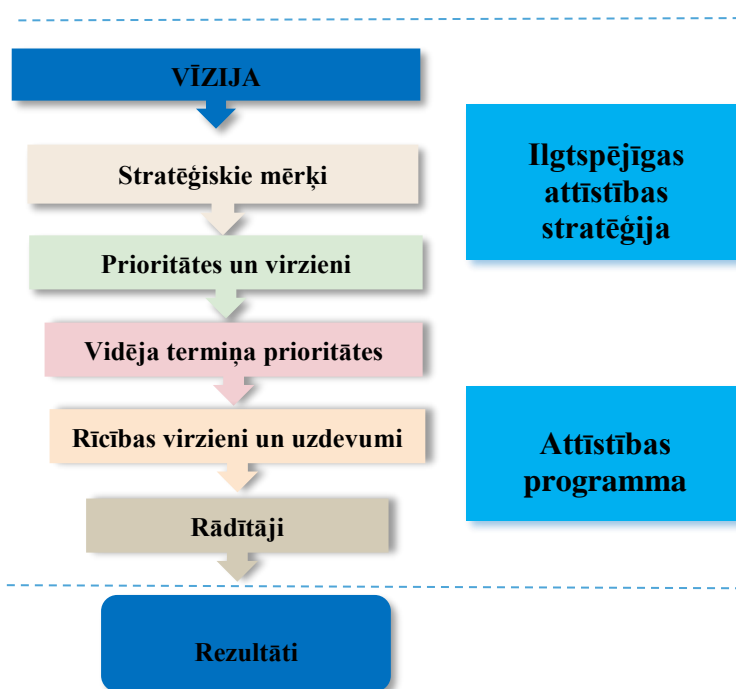 VĪZIJA
Stratēģiskie mērķi
Prioritātes un virzieni
Vidēja termiņa prioritātes
Rīcības virzieni un uzdevumi
Rādītāji
Rezultāti
Ilgtspējīgas
attīstības
stratēģija
Attīstības
programma